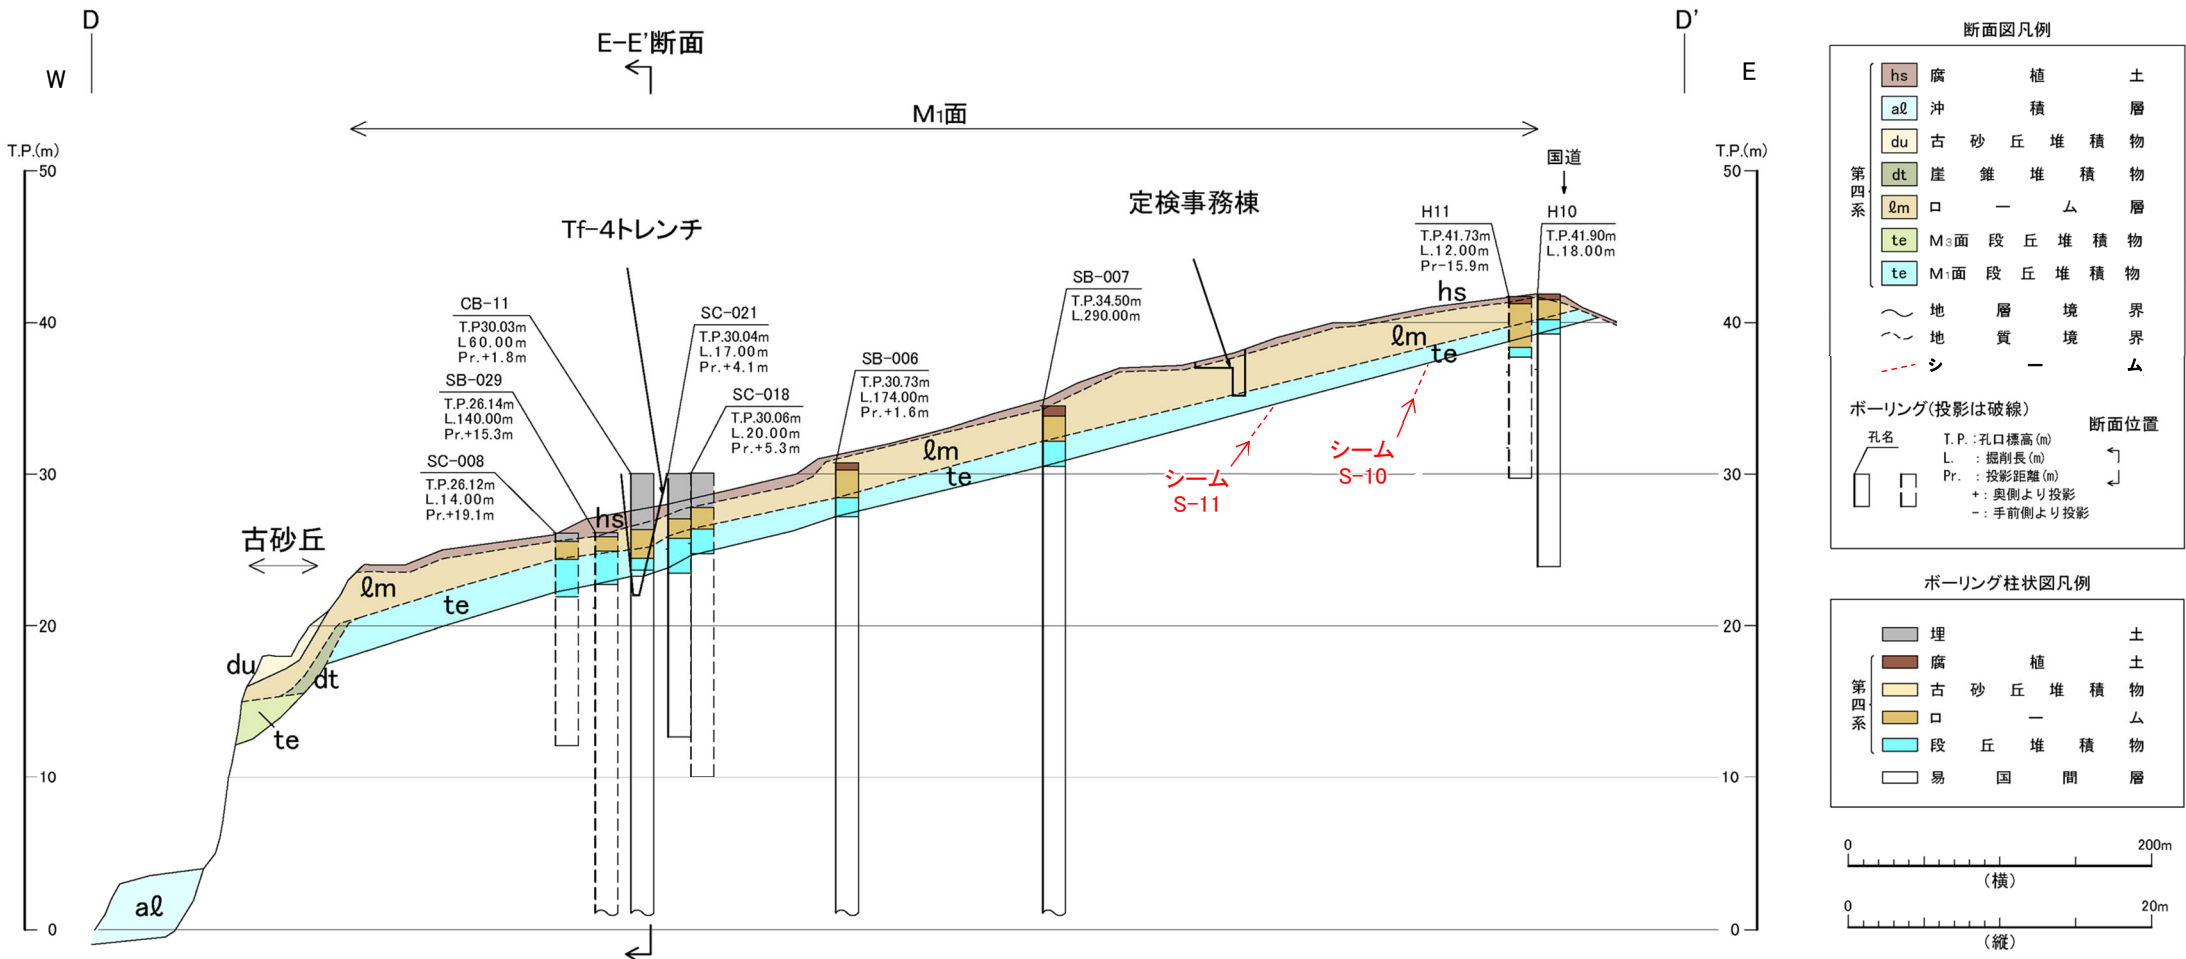 D
D'
E-E'断面
W
E
M1面
T.P.(m)
T.P.(m)
国道
50
50
Tf-4トレンチ
定検事務棟
H11
T.P.41.73m
L.12.00m
Pr-15.9m
H10
T.P.41.90m
L.18.00m
SB-007
T.P.34.50m
L.290.00m
CB-11
T.P30.03m
L60.00m
Pr.+1.8m
SC-021
T.P.30.04m
L.17.00m
Pr.+4.1m
hs
40
40
ℓm
te
SB-006
T.P.30.73m
L.174.00m
Pr.+1.6m
SB-029
T.P.26.14m
L.140.00m
Pr.+15.3m
SC-018
T.P.30.06m
L.20.00m
Pr.+5.3m
SC-008
T.P.26.12m
L.14.00m
Pr.+19.1m
ℓm
te
シーム
S-11
シーム
S-10
30
30
hs
古砂丘
ℓm
te
20
20
du
dt
te
10
10
aℓ
0
0
断面図凡例
第四系
hs 腐植土
aℓ 沖積層
du 古砂丘堆積物
dt 崖錐堆積物
ℓm ローム層
te M3面段丘堆積物
te M1面段丘堆積物
地層境界
地質境界
シーム
ボーリング(投影は破線)
断面位置
孔名
T.P.:孔口標高(m)
L. :掘削長(m)
Pr. :投影距離(m)
+:奥側より投影
-:手前側より投影
ボーリング柱状図凡例
埋土
第四系
腐植土
古砂丘堆積物
ローム
段丘堆積物
易国間層
0 200m
(横)
0 20m
(縦)